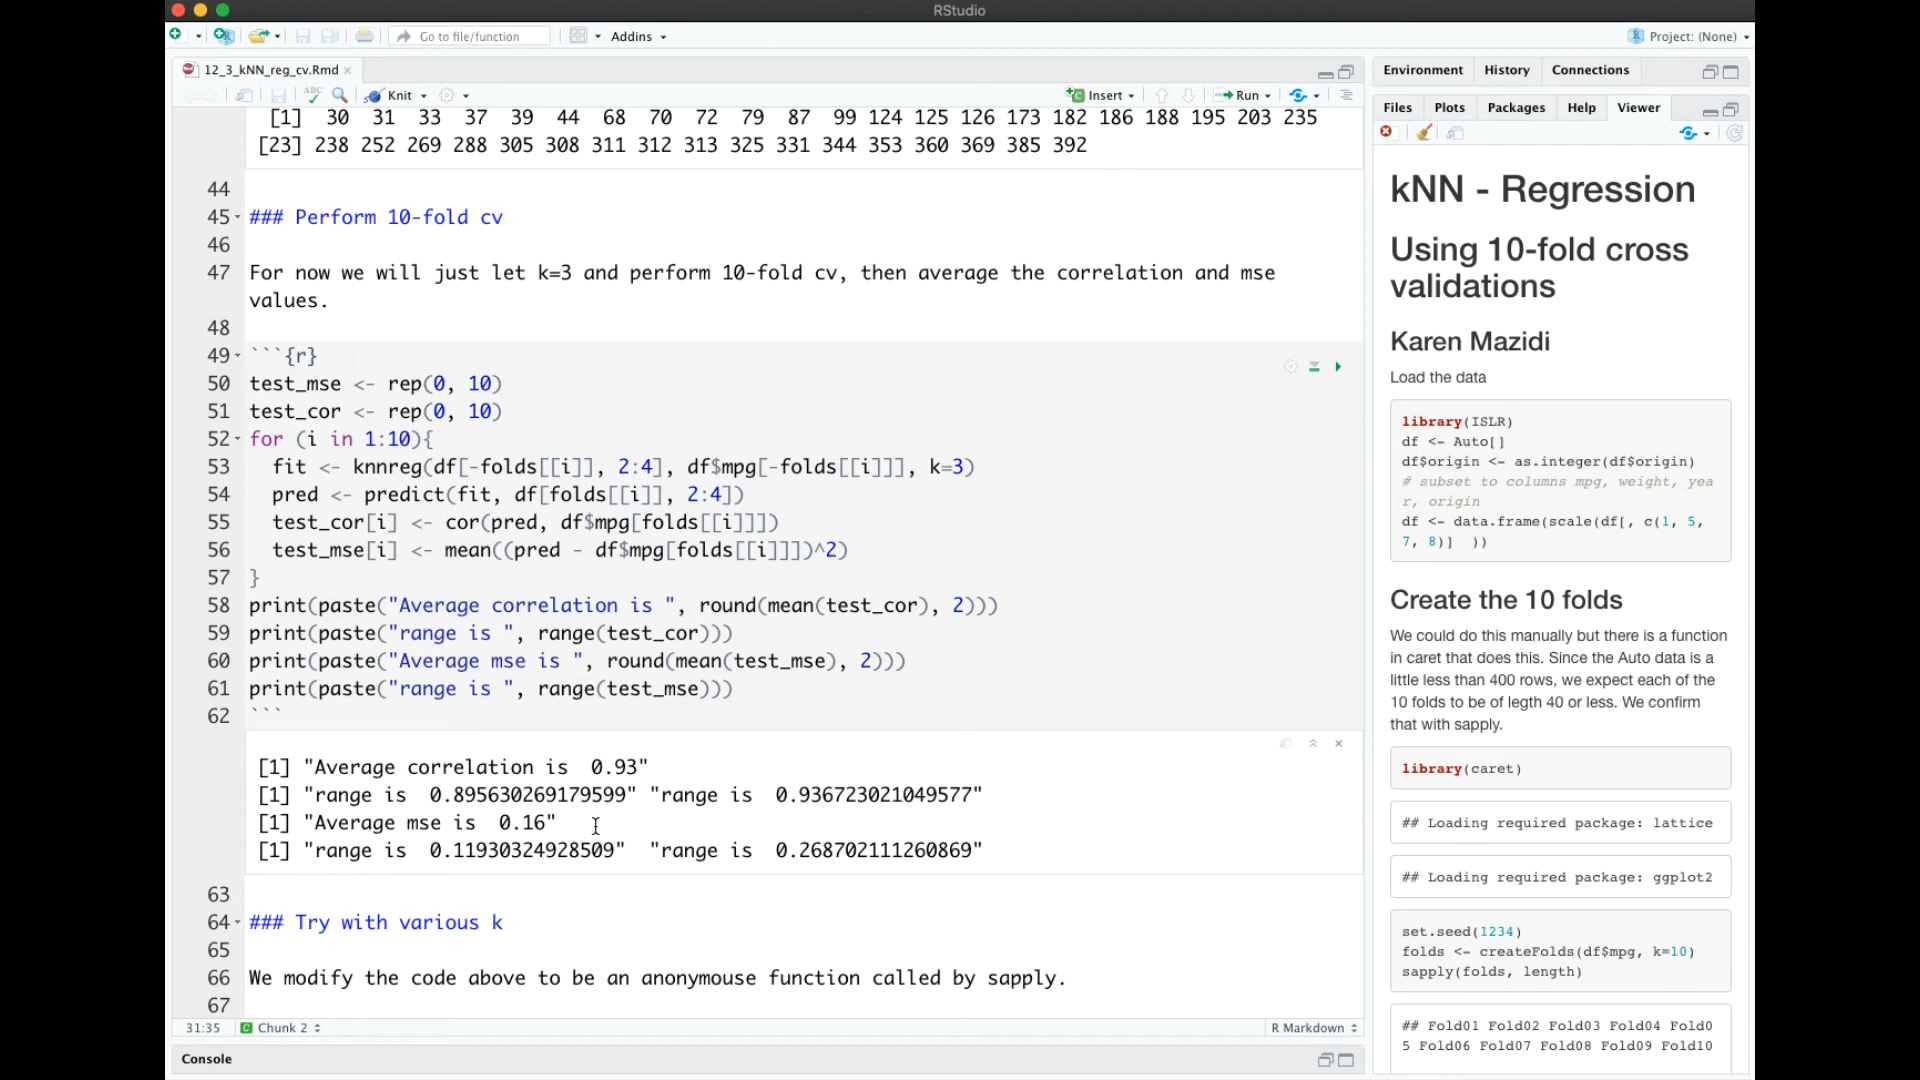 RStudio
Go to file/function
Addins
Project: (None)
12_3_kNN_reg_cv.Rmd
ABC
Knit
Insert
Run
[1] 30 31 33 37 39 44 68 70 72 79 87 99 124 125 126 173 182 186 188 195 203 235
[23] 238 252 269 288 305 308 311 312 313 325 331 344 353 360 369 385 392
44
45 ### Perform 10-fold cv
46
47 For now we will just let k=3 and perform 10-fold cv, then average the correlation and mse
values.
48
49 ```{r}
50 test_mse <- rep(0, 10)
51 test_cor <- rep(0, 10)
52 for (i in 1:10){
53   fit <- knnreg(df[-folds[[i]], 2:4], df$mpg[-folds[[i]]], k=3)
54   pred <- predict(fit, df[folds[[i]], 2:4])
55   test_cor[i] <- cor(pred, df$mpg[folds[[i]]])
56   test_mse[i] <- mean((pred - df$mpg[folds[[i]]])^2)
57 }
58 print(paste("Average correlation is ", round(mean(test_cor), 2)))
59 print(paste("range is ", range(test_cor)))
60 print(paste("Average mse is ", round(mean(test_mse), 2)))
61 print(paste("range is ", range(test_mse)))
62 ```
[1] "Average correlation is  0.93"
[1] "range is  0.895630269179599" "range is  0.936723021049577"
[1] "Average mse is  0.16"
[1] "range is  0.11930324928509"  "range is  0.268702111260869"
63
64 ### Try with various k
65
66 We modify the code above to be an anonymouse function called by sapply.
67
31:35 Chunk 2 R Markdown
Console
Environment History Connections
Files Plots Packages Help Viewer
kNN - Regression
Using 10-fold cross
validations
Karen Mazidi
Load the data
library(ISLR)
df <- Auto[]
df$origin <- as.integer(df$origin)
# subset to columns mpg, weight, yea
r, origin
df <- data.frame(scale(df[, c(1, 5,
7, 8)]  ))
Create the 10 folds
We could do this manually but there is a function
in caret that does this. Since the Auto data is a
little less than 400 rows, we expect each of the
10 folds to be of legth 40 or less. We confirm
that with sapply.
library(caret)
## Loading required package: lattice
## Loading required package: ggplot2
set.seed(1234)
folds <- createFolds(df$mpg, k=10)
sapply(folds, length)
## Fold01 Fold02 Fold03 Fold04 Fold0
5 Fold06 Fold07 Fold08 Fold09 Fold10